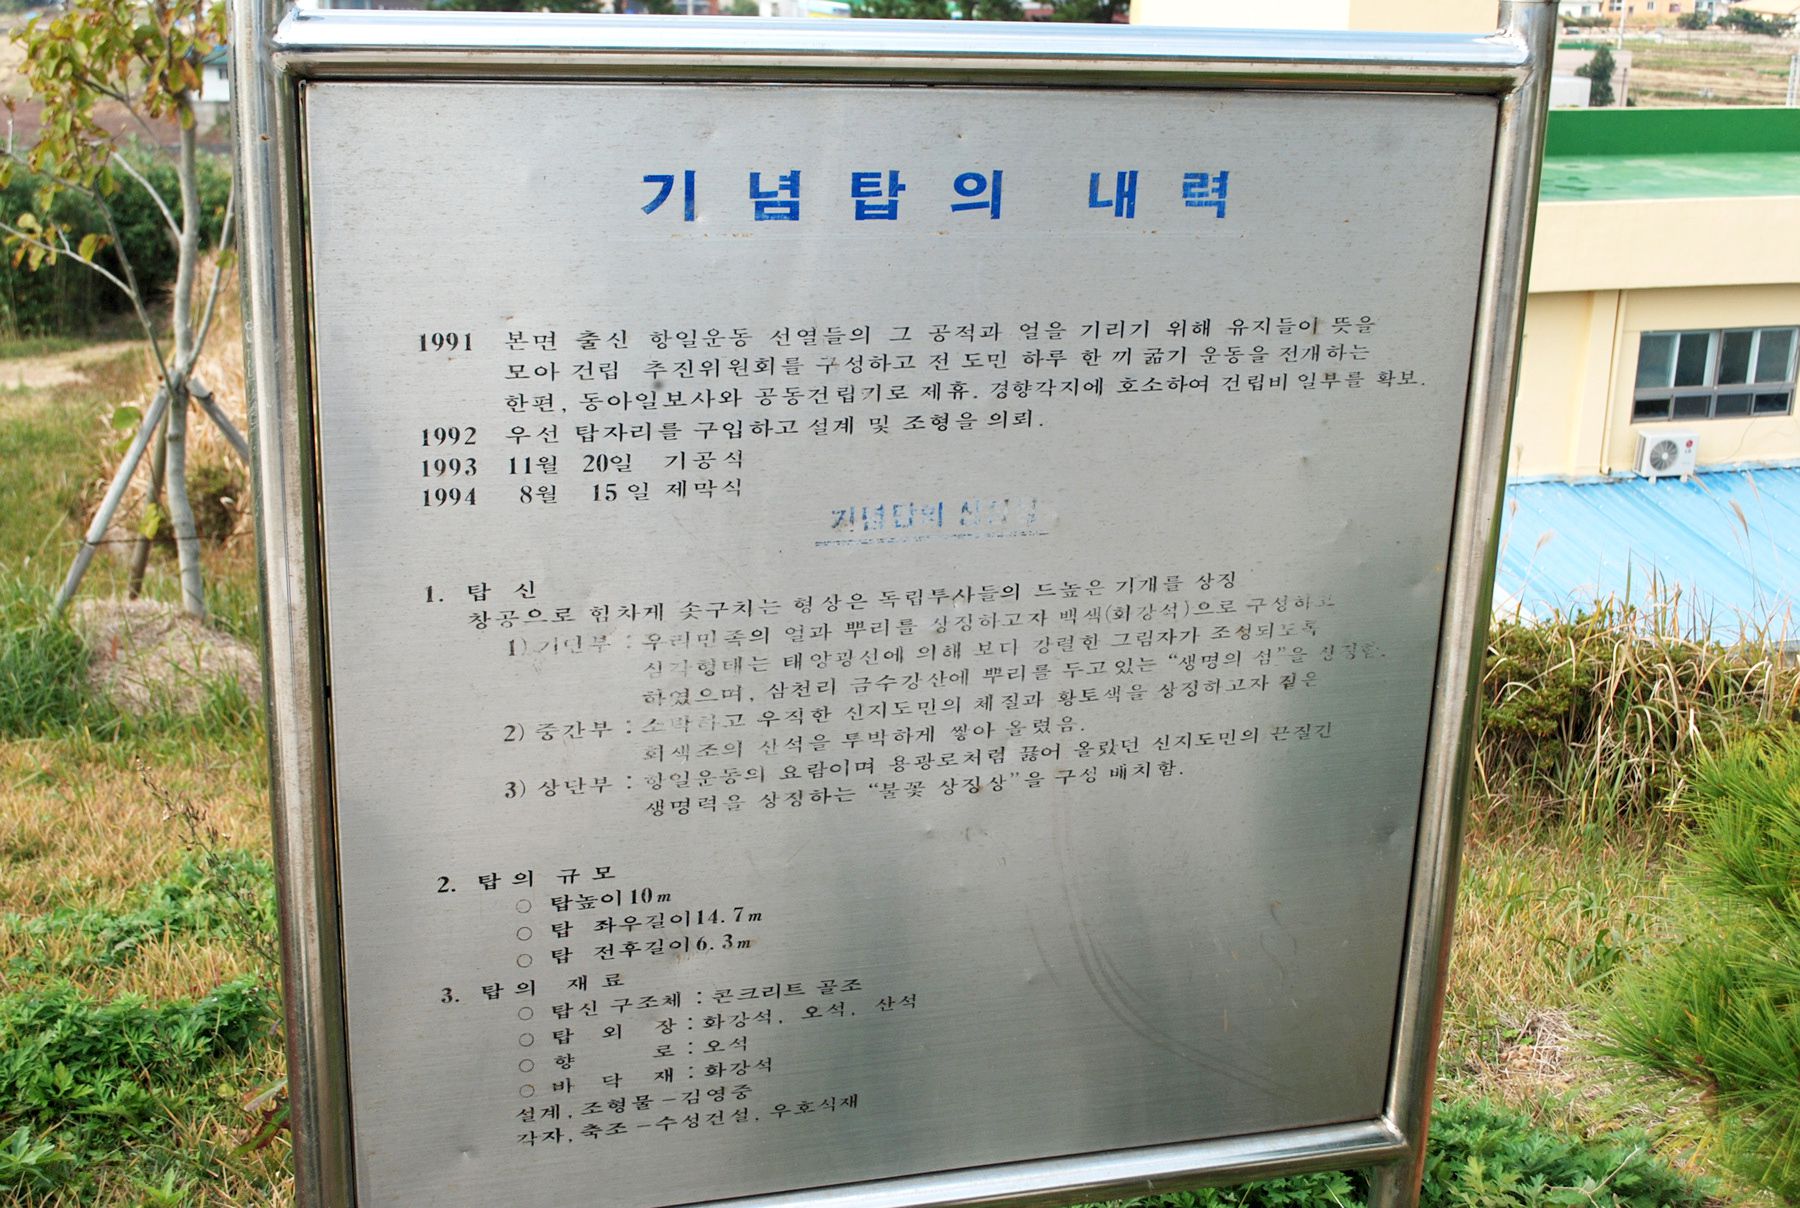 기념탑의 내력
1991 본면 출신 항일운동 선열들의 그 공적과 얼을 기리기 위해 유지들이 뜻을
모아 건립 추진위원회를 구성하고 전 도민 하루 한 끼 굶기 운동을 전개하는
한편, 동아일보사와 공동건립키로 제휴. 경향각지에 호소하여 건립비 일부를 확보.
1992 우선 탑자리를 구입하고 설계 및 조형을 의뢰.
1993 11월 20일 기공식
1994 8월 15일 제막식
1. 탑 신
창공으로 힘차게 솟구치는 형상은 독립투사들의 드높은 기개를 상징
1) 기단부 : 우리민족의 얼과 뿌리를 상징하고자 백색(화강석)으로 구성하고
삼각형태는 태양광선에 의해 보다 강렬한 그림자가 조성되도록
하였으며, 삼천리 금수강산에 뿌리를 두고있는 “생명의 섬”을 상징함.
2) 중간부 : 소박하고 우직한 신지도민의 체질과 황토색을 상징하고자 짙은
회색조의 산석을 투박하게 쌓아 올렸음.
3) 상단부 : 항일운동의 요람이며 용광로처럼 끓어 올랐던 신지도민의 끈질긴
생명력을 상징하는 “불꽃 상징상”을 구성 배치함.
2. 탑의 규모
○ 탑높이 10m
○ 탑 좌우길이 14.7m
○ 탑 전후길이 6.3m
3. 탑의 재료
○ 탑신 구조체 : 콘크리트 골조
○ 탑 외 장 : 화강석, 오석, 산석
○ 향 로 : 오석
○ 바 닥 재 : 화강석
설계, 조형물 - 김영중
각자, 축조 - 수성건설, 우호식재